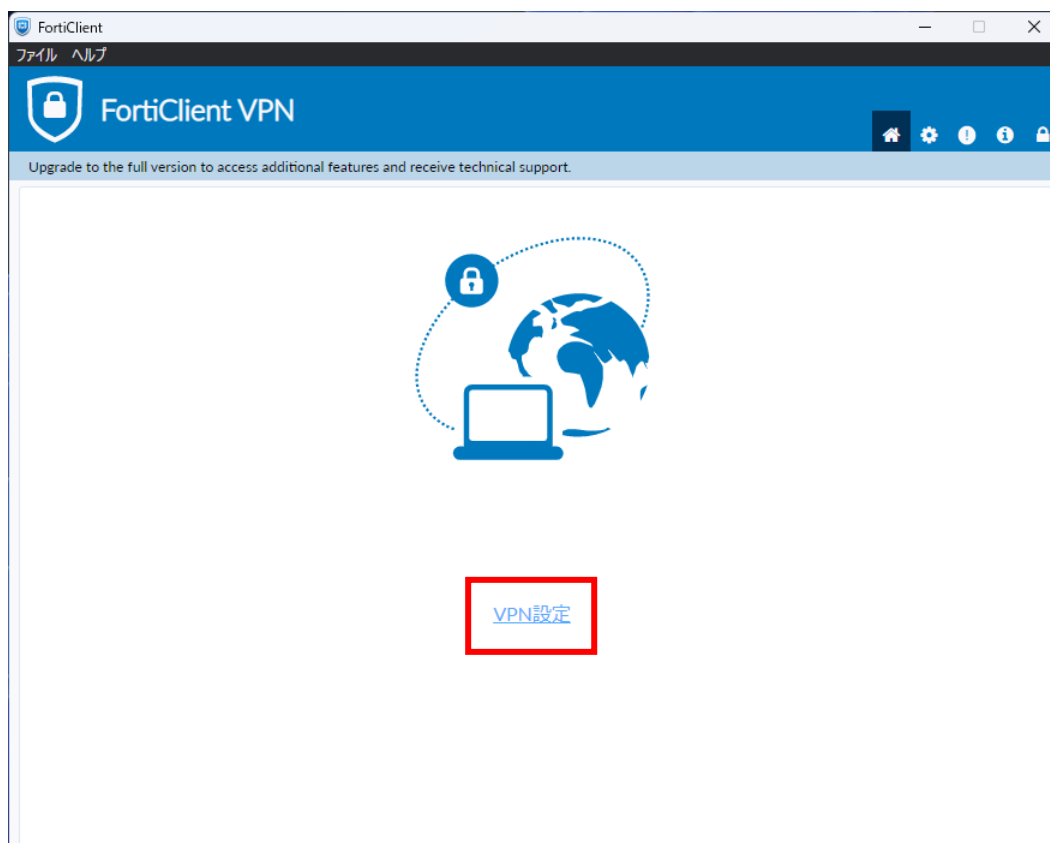 FortiClient
ファイル ヘルプ
FortiClient VPN
Upgrade to the full version to access additional features and receive technical support.
VPN設定